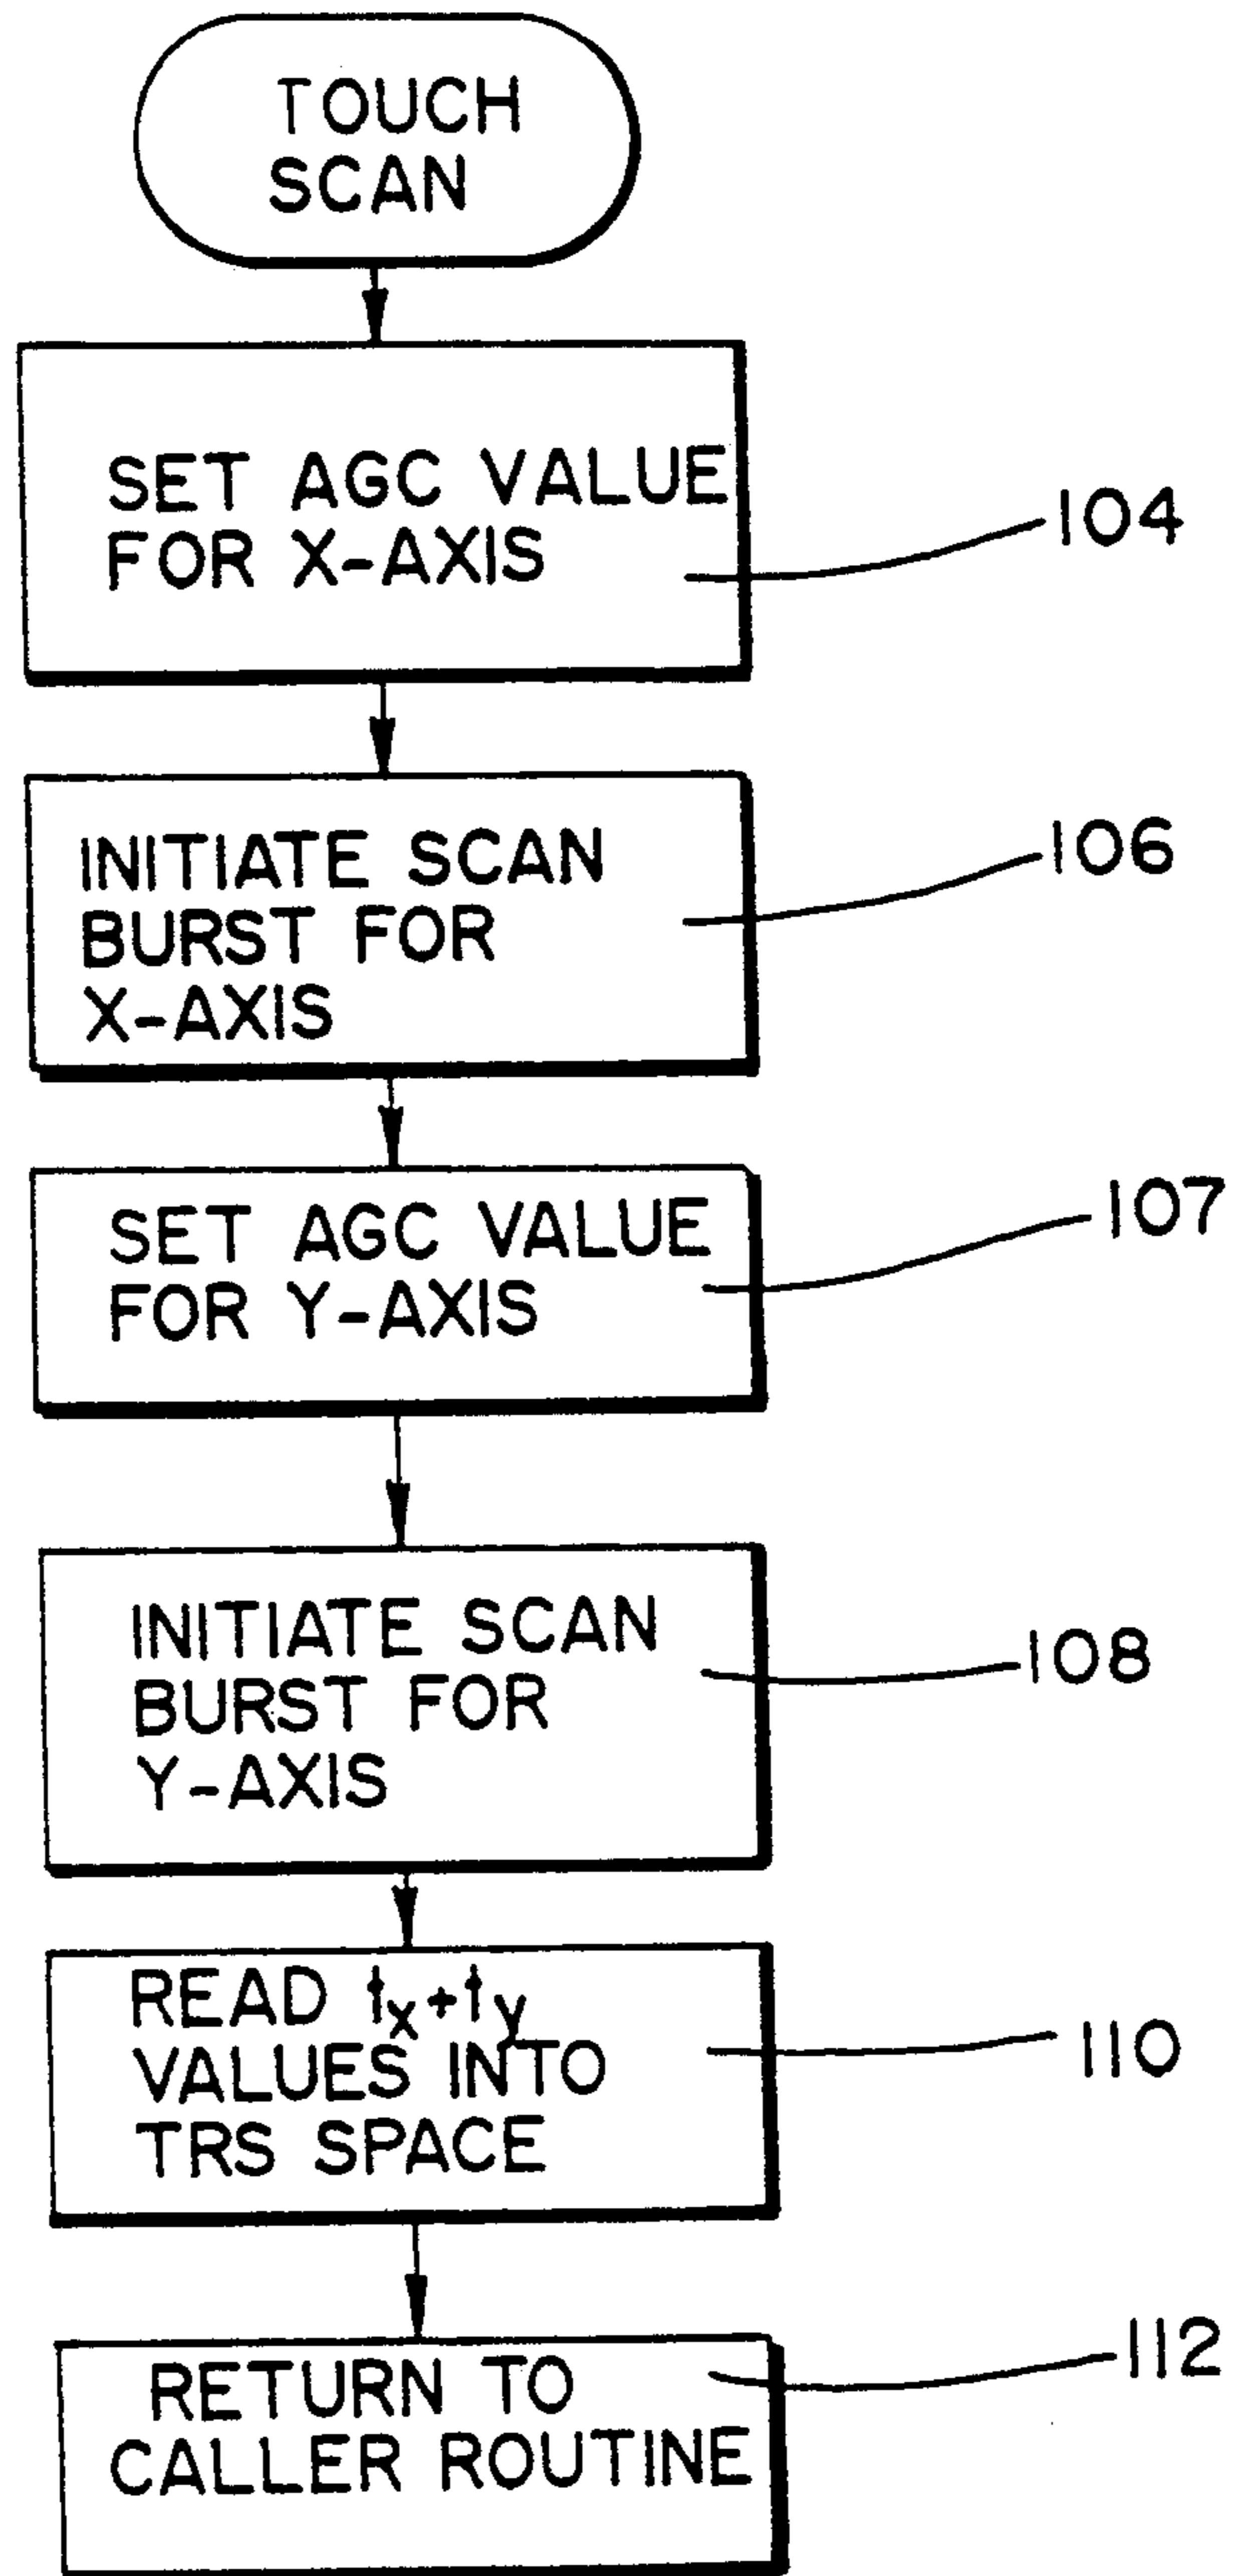 TOUCH
SCAN
SET AGC VALUE
FOR X-AXIS
104
INITIATE SCAN
BURST FOR
X-AXIS
106
SET AGC VALUE
FOR Y-AXIS
107
INITIATE SCAN
BURST FOR
Y-AXIS
108
READ tx+ty
VALUES INTO
TRS SPACE
110
RETURN TO
CALLER ROUTINE
112